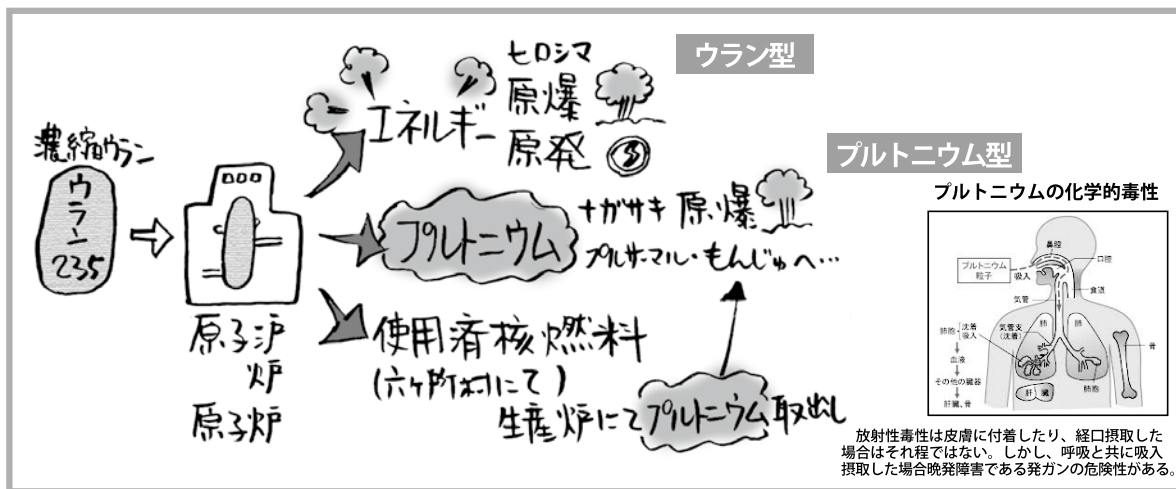 ウラン型
ヒロシマ
原爆
原発
エネルギー
濃縮ウラン
ウラン
235
原子炉
炉
原子炉
プルトニウム型
プルトニウム
ナガサキ 原爆
プルサーマル・もんじゅへ…
使用済核燃料
(六ヶ所村にて)
生産炉にてプルトニウム取出し
プルトニウムの化学的毒性
鼻腔
口腔
プルトニウム
粒子
吸入
食道
気管
肺胞
沈着
吸入
気管支
(沈着)
肺
肺
骨
血液
その他の臓器
肝臓、骨
肝 臓
肺胞
放射性毒性は皮膚に付着したり、経口摂取した
場合はそれ程ではない。しかし、呼吸と共に吸入
摂取した場合晩発障害である発ガンの危険性がある。